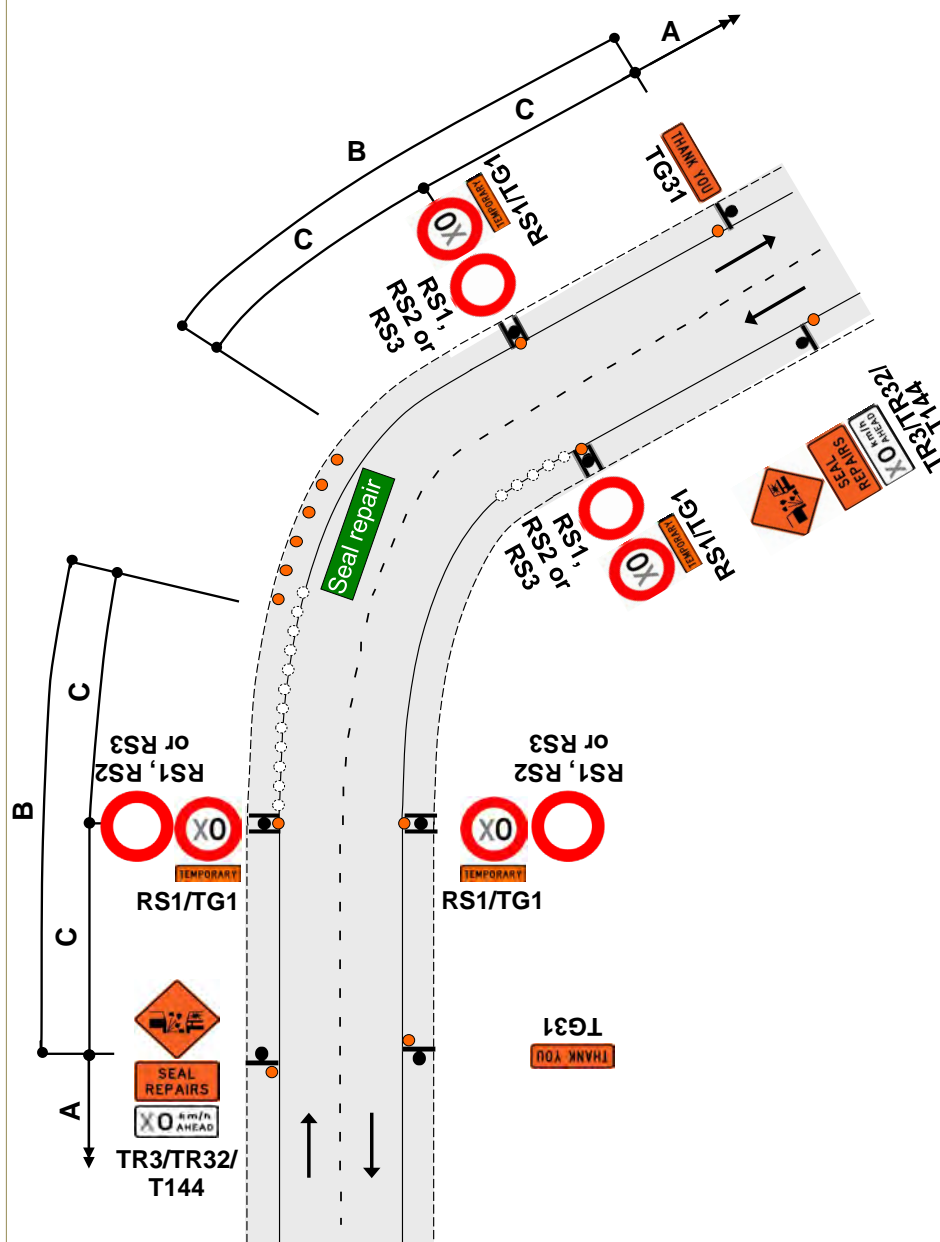 A
B
C
C
THANK YOU
TG31
TEMPORARY
X0
RS1/TG1
RS1,
RS2 or
RS3
TR3/TR32/
T144
X0 km/h
AHEAD
SEAL
REPAIRS
Seal repair
RS1,
RS2 or
RS3
X0
TEMPORARY
RS1/TG1
B
C
C
A
RS1, RS2
or RS3
X0
TEMPORARY
RS1/TG1
RS1, RS2
or RS3
X0
TEMPORARY
RS1/TG1
SEAL
REPAIRS
X0 km/h
AHEAD
TR3/TR32/
T144
TG31
THANK YOU